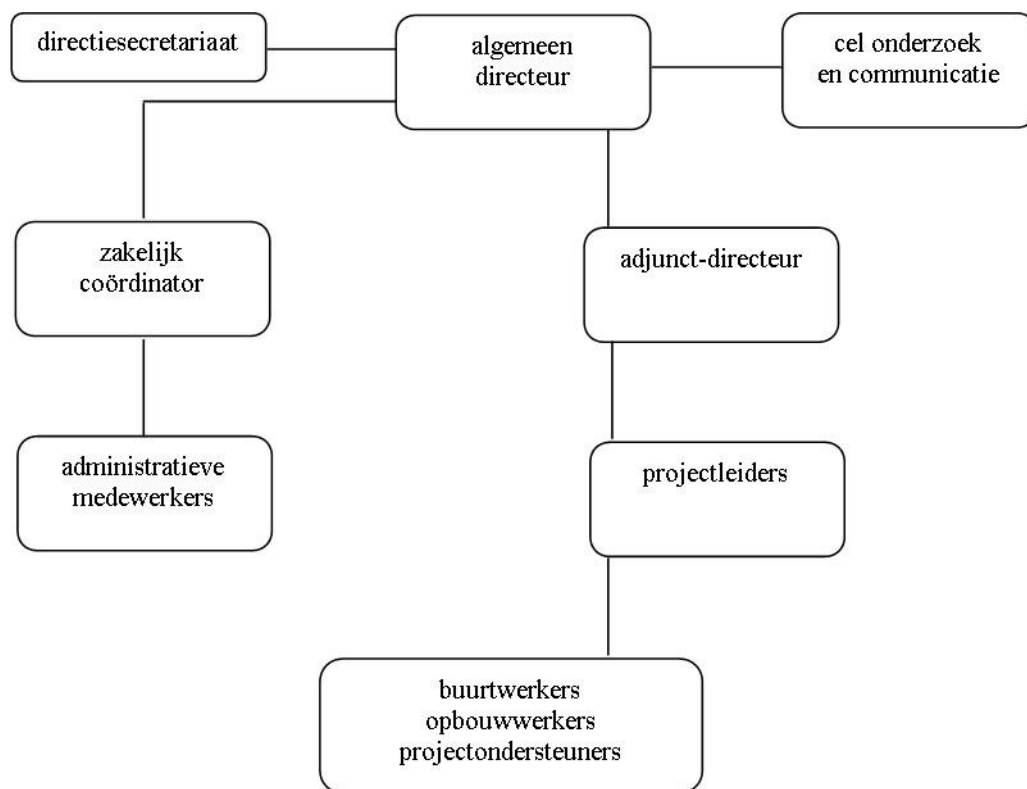 directiesecretariaat
algemeen
directeur
cel onderzoek
en communicatie
zakelijk
coördinator
adjunct-directeur
administratieve
medewerkers
projectleiders
buurtwerkers
opbouwwerkers
projectondersteuners